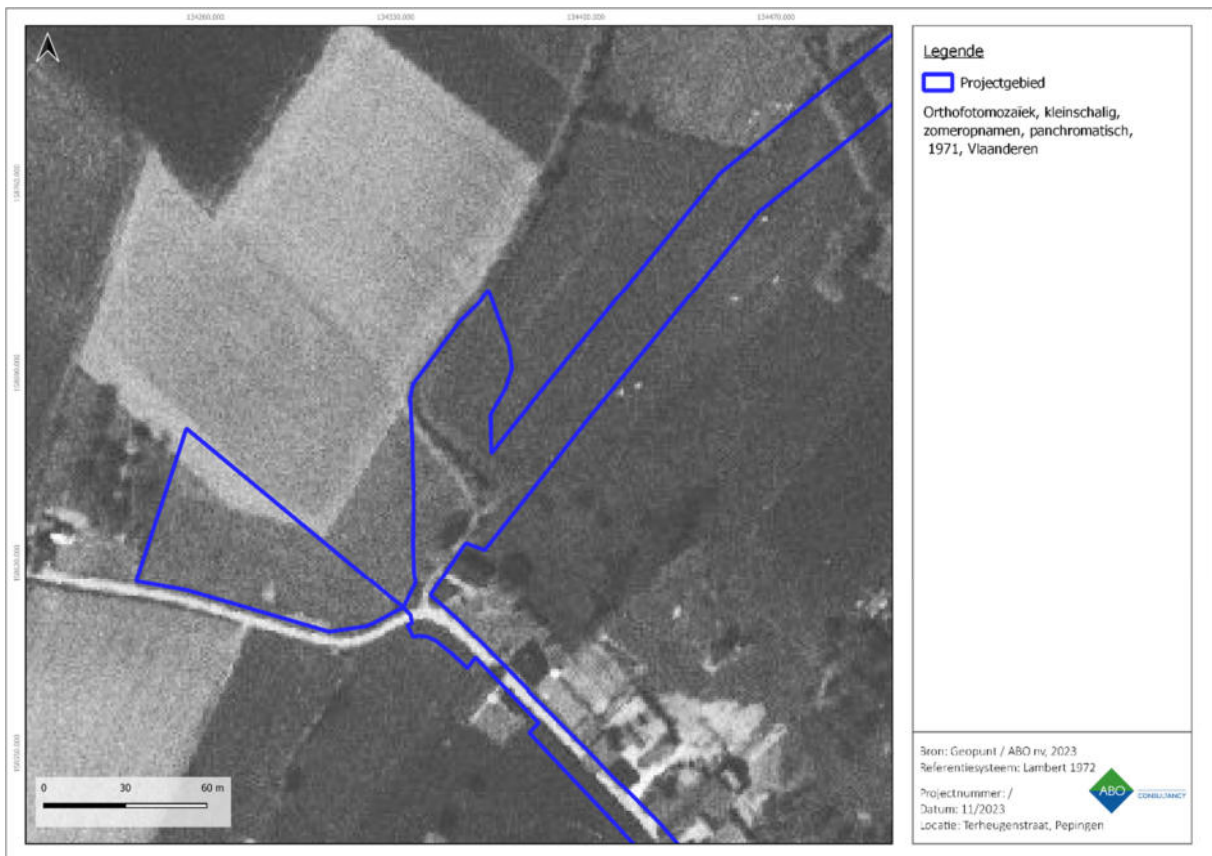 134260,000 134330,000 134400,000 134470,000
Legende
Projectgebied
Orthofotomozaïek, kleinschalig,
zomeropnamen, panchromatisch,
1971, Vlaanderen
0 30 60 m
Bron: Geopunt / ABO nv, 2023
Referentiesysteem: Lambert 1972
Projectnummer: /
Datum: 11/2023
Locatie: Terheugenstraat, Pepingen
ABO
CONSULTANCY